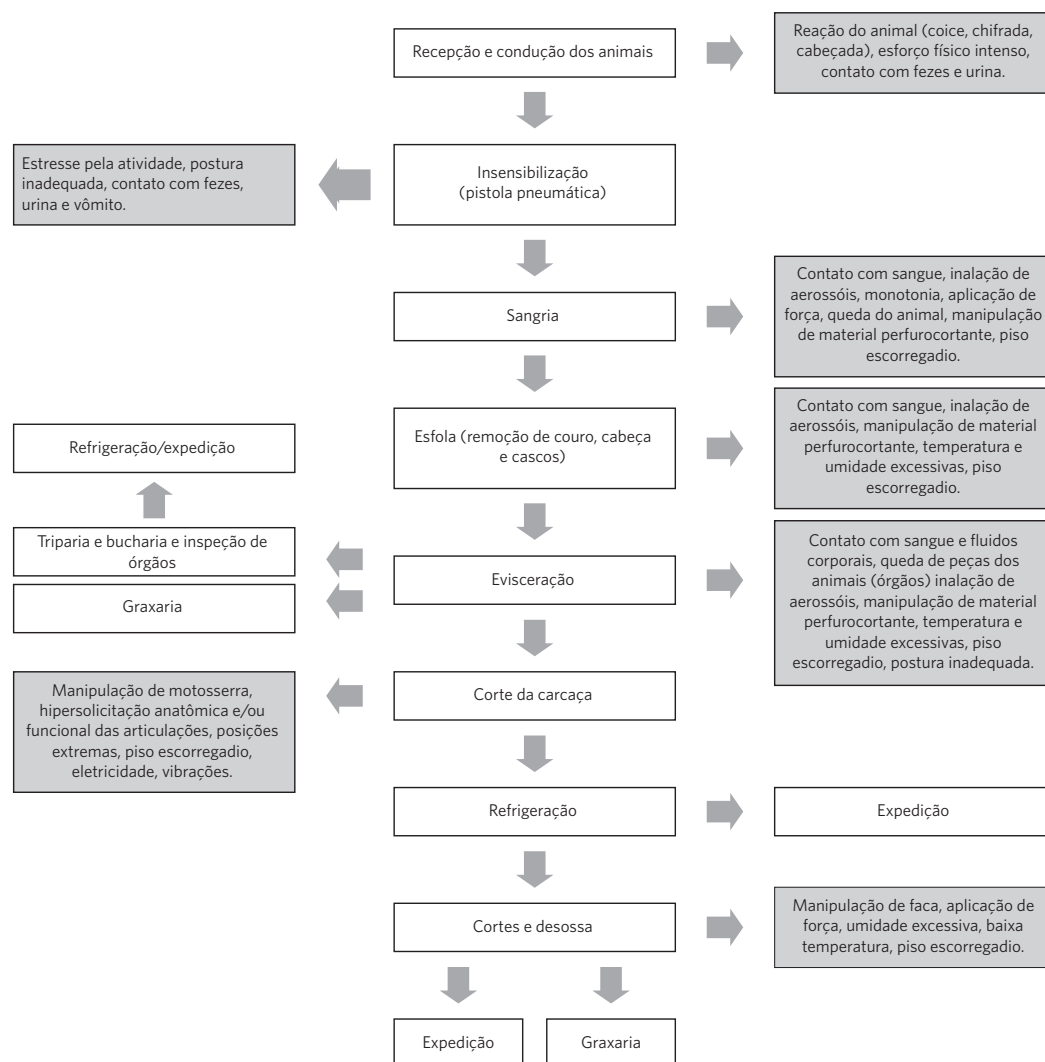 Recepção e condução dos animais
Reação do animal (coice, chifrada,
cabeçada), esforço físico intenso,
contato com fezes e urina.
Estresse pela atividade, postura
inadequada, contato com fezes,
urina e vômito.
Insensibilização
(pistola pneumática)
Sangria
Contato com sangue, inalação de
aerossóis, monotonia, aplicação de
força, queda do animal, manipulação
de material perfurocortante, piso
escorregadio.
Esfola (remoção de couro, cabeça
e cascos)
Contato com sangue, inalação de
aerossóis, manipulação de material
perfurocortante, temperatura e
umidade excessivas, piso
escorregadio.
Refrigeração/expedição
Triparia e bucharia e inspeção de
órgãos
Graxaria
Evisceração
Contato com sangue e fluidos
corporais, queda de peças dos
animais (órgãos) inalação de
aerossóis, manipulação de material
perfurocortante, temperatura e
umidade excessivas, piso
escorregadio, postura inadequada.
Manipulação de motosserra,
hipersolicitação anatômica e/ou
funcional das articulações, posições
extremas, piso escorregadio,
eletricidade, vibrações.
Corte da carcaça
Refrigeração
Expedição
Cortes e desossa
Manipulação de faca, aplicação de
força, umidade excessiva, baixa
temperatura, piso escorregadio.
Expedição
Graxaria